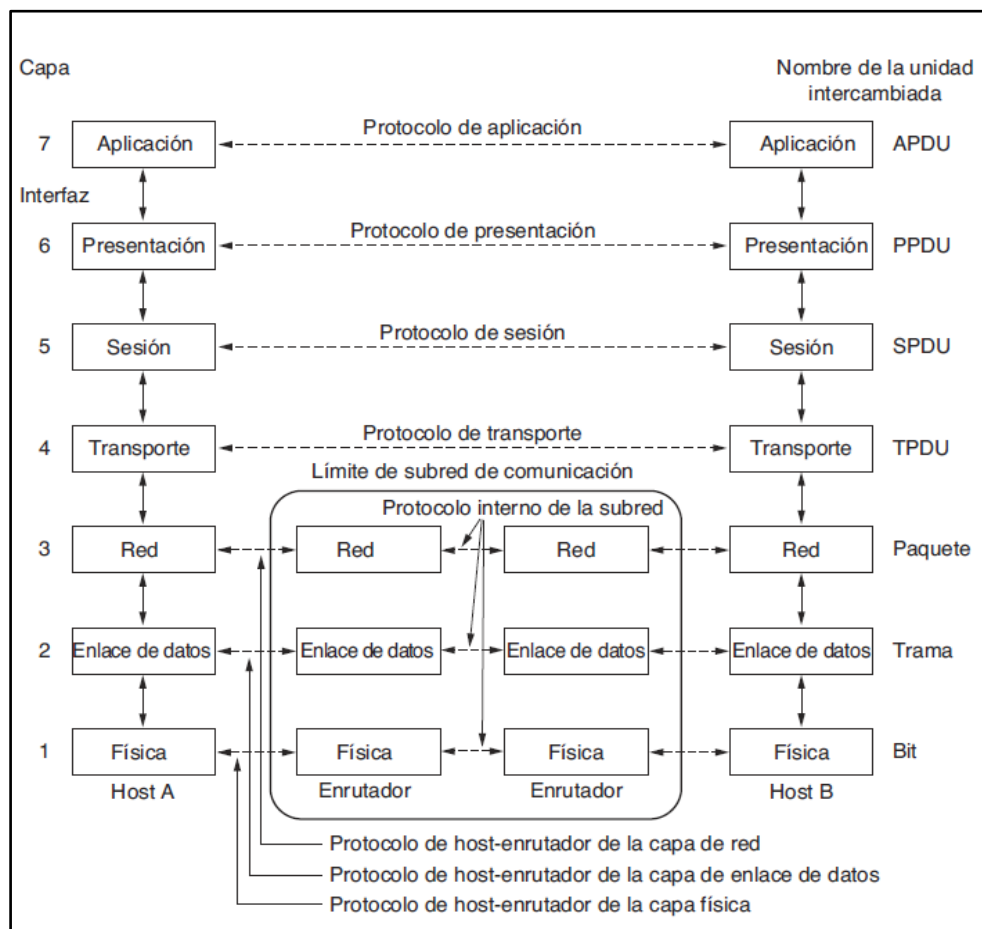 Capa
Nombre de la unidad
intercambiada
7
Aplicación
Protocolo de aplicación
Aplicación
APDU
Interfaz
6
Presentación
Protocolo de presentación
Presentación
PPDU
5
Sesión
Protocolo de sesión
Sesión
SPDU
4
Transporte
Protocolo de transporte
Transporte
TPDU
Límite de subred de comunicación
Protocolo interno de la subred
3
Red
Red
Red
Red
Paquete
2
Enlace de datos
Enlace de datos
Enlace de datos
Enlace de datos
Trama
1
Física
Física
Física
Física
Bit
Host A
Enrutador
Enrutador
Host B
Protocolo de host-enrutador de la capa de red
Protocolo de host-enrutador de la capa de enlace de datos
Protocolo de host-enrutador de la capa física